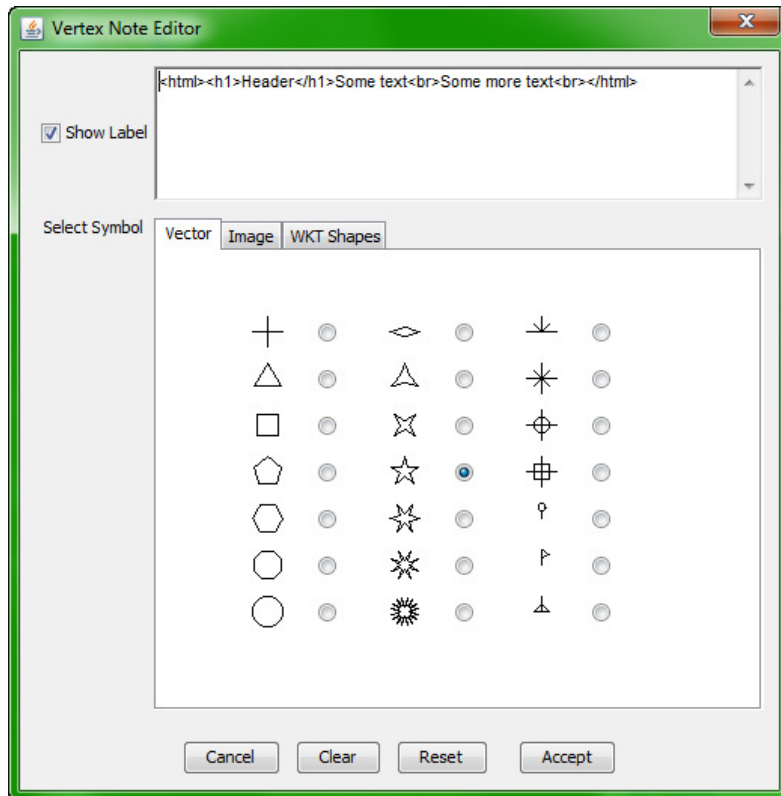 Vertex Note Editor
<html><h1>Header</h1>Some text<br>Some more text<br></html>
Show Label
Select Symbol
Vector Image WKT Shapes
Cancel Clear Reset Accept